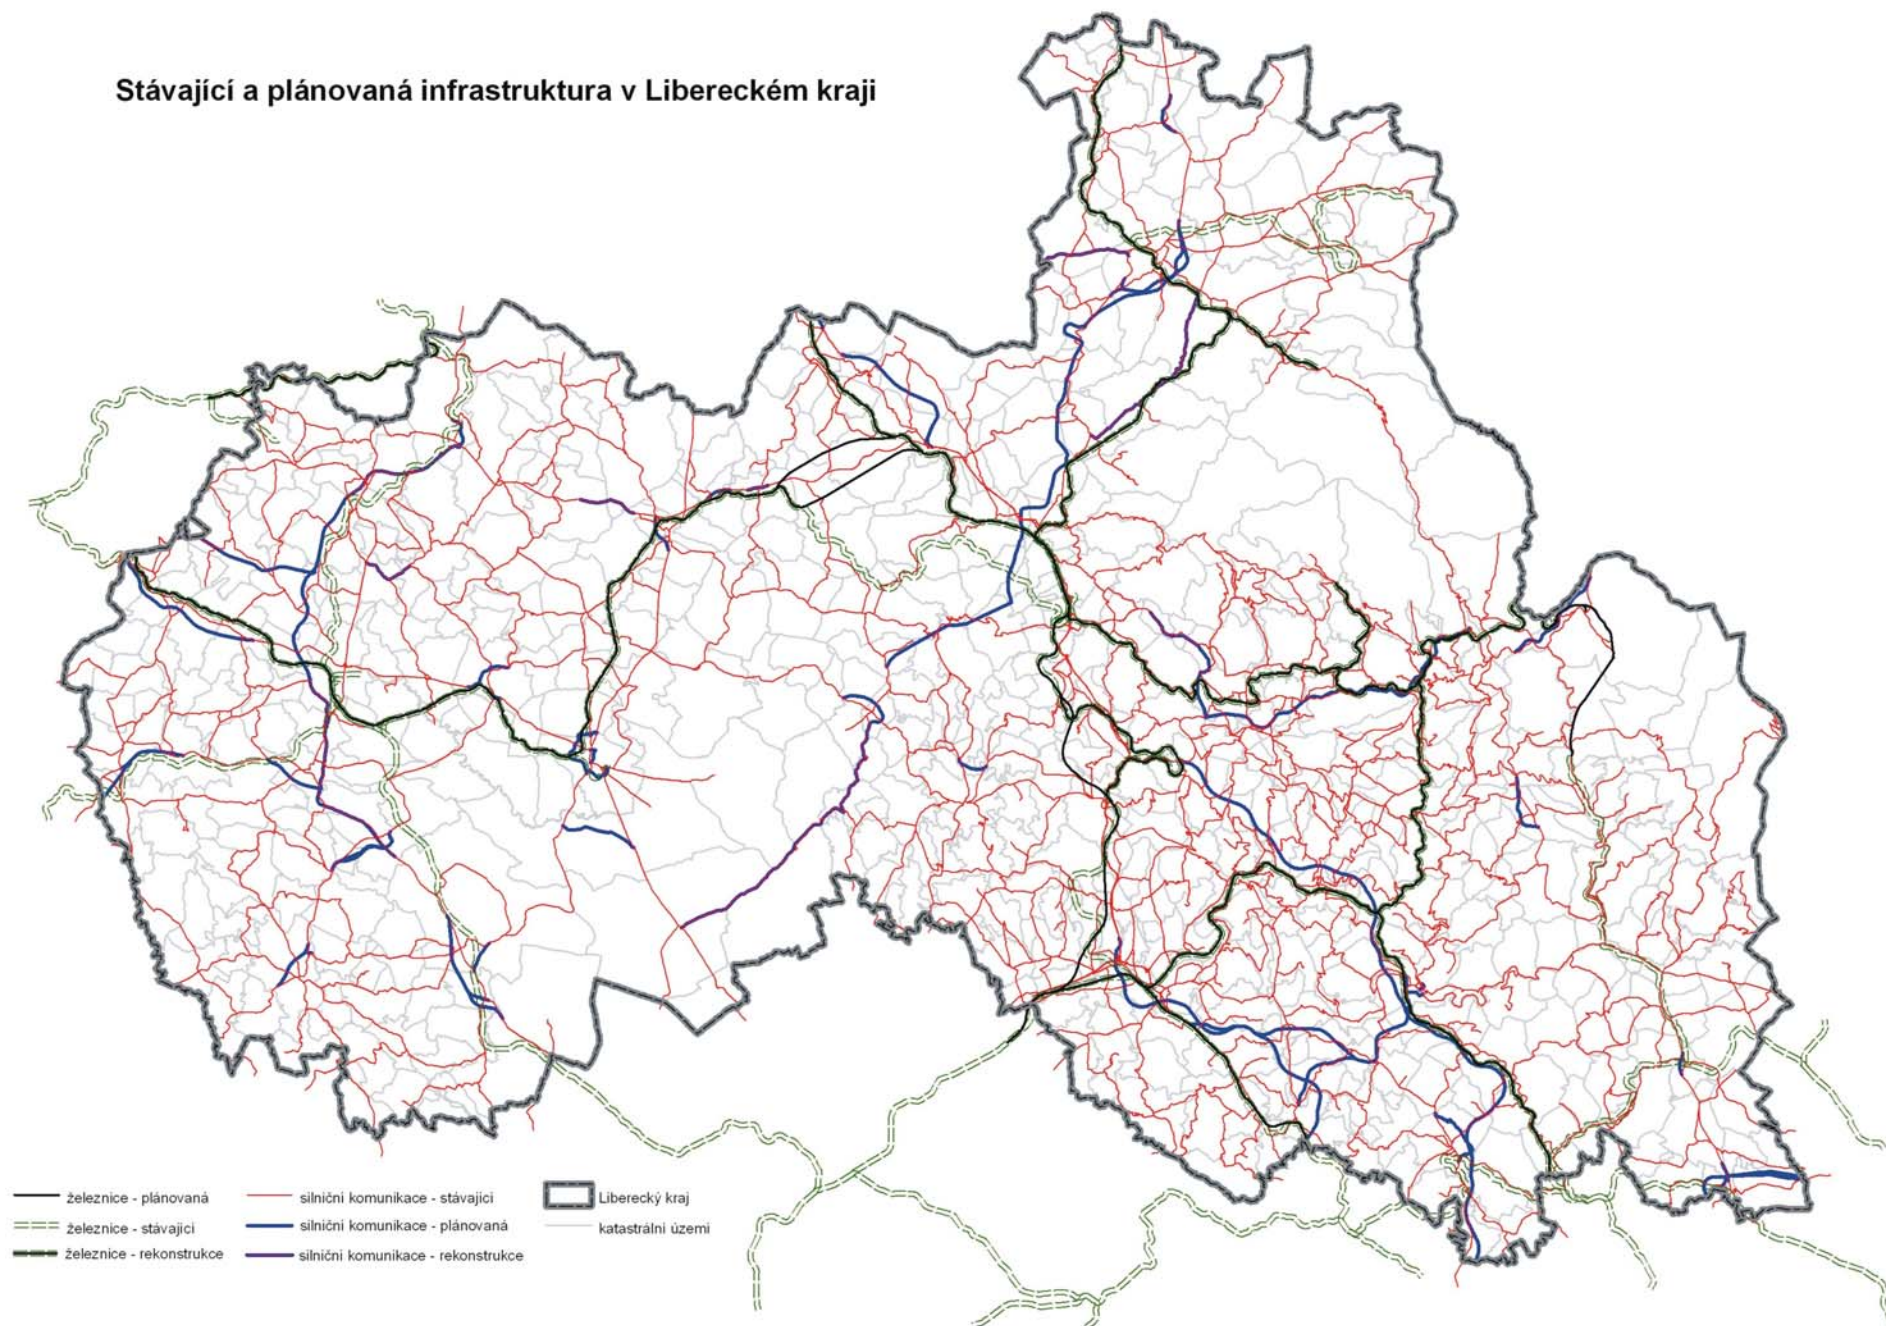 Stávající a plánovaná infrastruktura v Libereckém kraji
železnice - plánovaná
železnice - stávající
železnice - rekonstrukce
silniční komunikace - stávající
silniční komunikace - plánovaná
silniční komunikace - rekonstrukce
Liberecký kraj
katastrální území